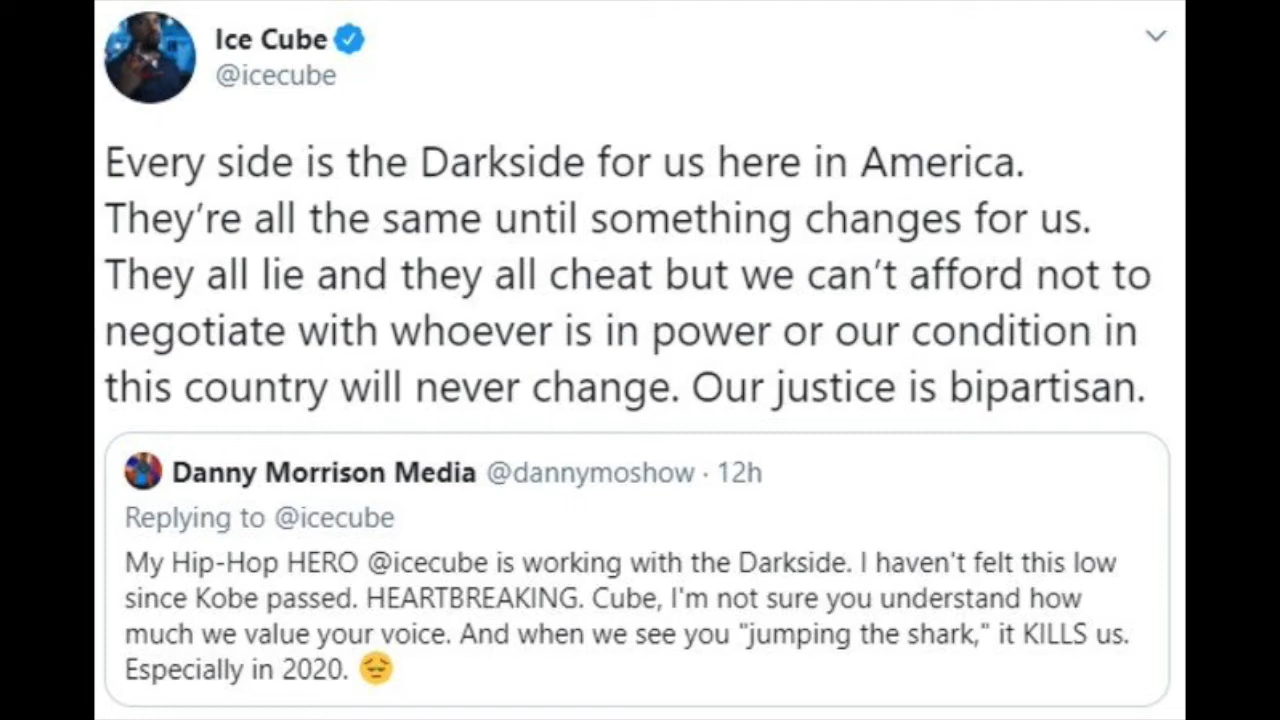 Ice Cube
@icecube
Every side is the Darkside for us here in America.
They’re all the same until something changes for us.
They all lie and they all cheat but we can’t afford not to
negotiate with whoever is in power or our condition in
this country will never change. Our justice is bipartisan.
Danny Morrison Media @dannymoshow · 12h
Replying to @icecube
My Hip-Hop HERO @icecube is working with the Darkside. I haven't felt this low
since Kobe passed. HEARTBREAKING. Cube, I'm not sure you understand how
much we value your voice. And when we see you "jumping the shark," it KILLS us.
Especially in 2020. 😔